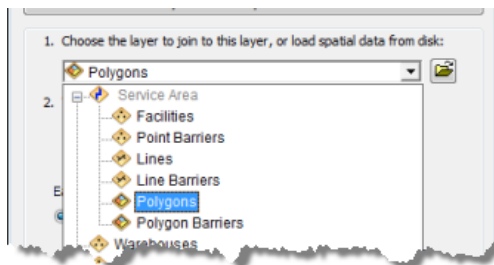 1. Choose the layer to join to this layer, or load spatial data from disk:
Polygons
2.
Service Area
Facilities
Point Barriers
Lines
Line Barriers
Polygons
Polygon Barriers
Warehouses